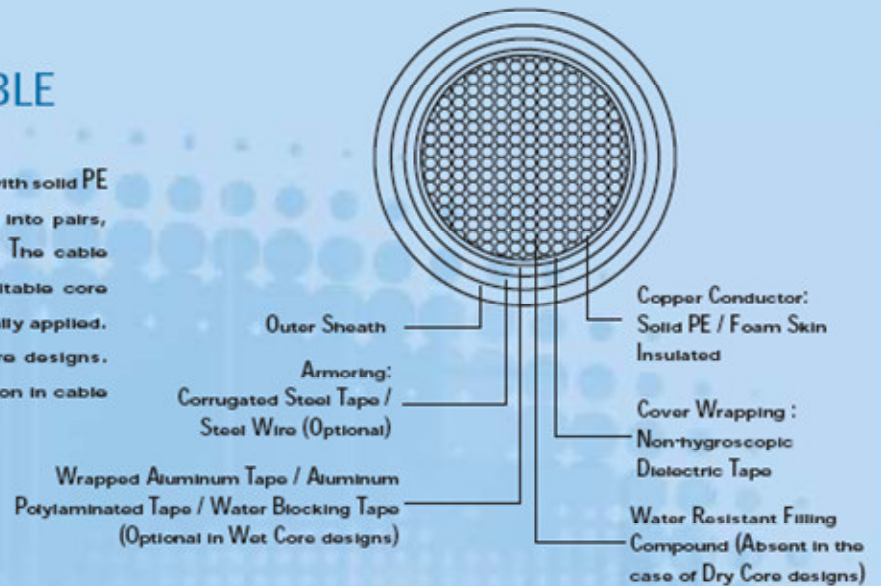 BLE
with solid PE
into pairs,
The cable
itable core
lly applied.
re designs.
on in cable
Outer Sheath
Armoring:
Corrugated Steel Tape /
Steel Wire (Optional)
Wrapped Aluminum Tape / Aluminum
Polylaminated Tape / Water Blocking Tape
(Optional in Wet Core designs)
Copper Conductor:
Solid PE / Foam Skin
Insulated
Cover Wrapping :
Non-hygroscopic
Dielectric Tape
Water Resistant Filling
Compound (Absent in the
case of Dry Core designs)